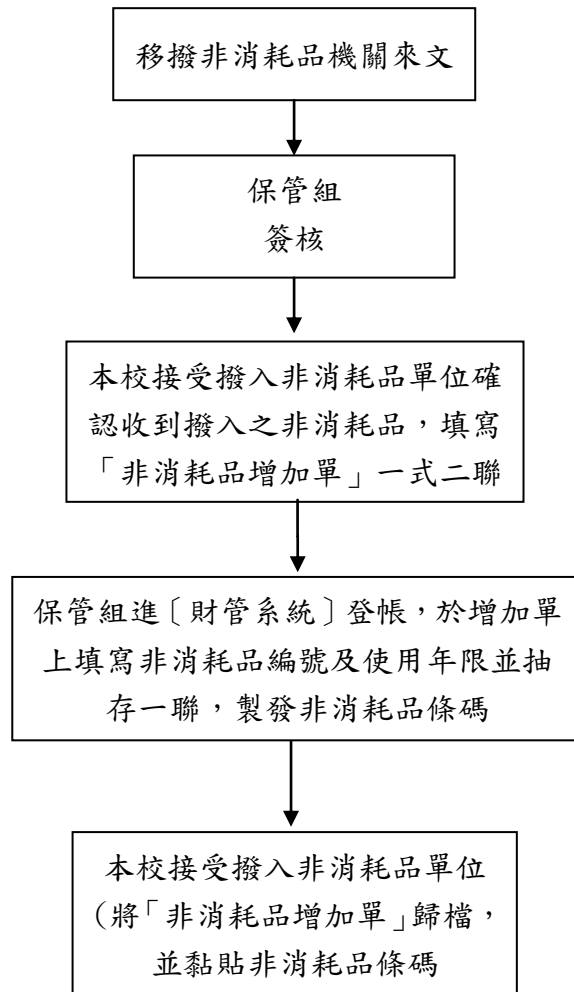 移撥非消耗品機關來文
保管組
簽核
本校接受撥入非消耗品單位確
認收到撥入之非消耗品，填寫
「非消耗品增加單」一式二聯
保管組進〔財管系統〕登帳，於增加單
上填寫非消耗品編號及使用年限並抽
存一聯，製發非消耗品條碼
本校接受撥入非消耗品單位
（將「非消耗品增加單」歸檔，
並黏貼非消耗品條碼